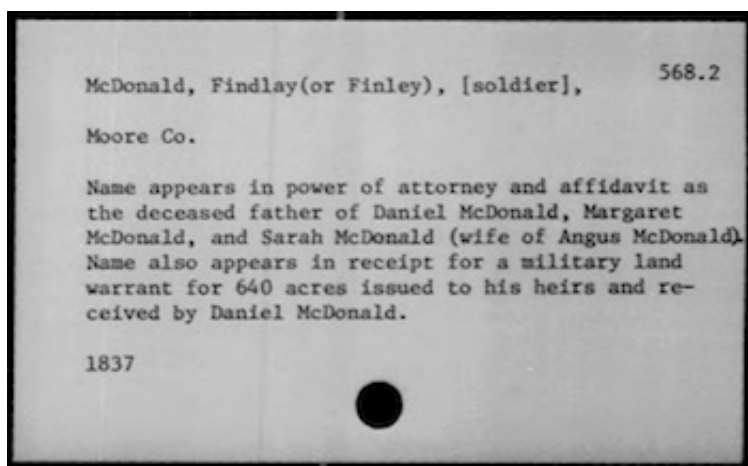 568.2
McDonald, Findlay(or Finley), [soldier],
Moore Co.
Name appears in power of attorney and affidavit as
the deceased father of Daniel McDonald, Margaret
McDonald, and Sarah McDonald (wife of Angus McDonald).
Name also appears in receipt for a military land
warrant for 640 acres issued to his heirs and re-
ceived by Daniel McDonald.
1837